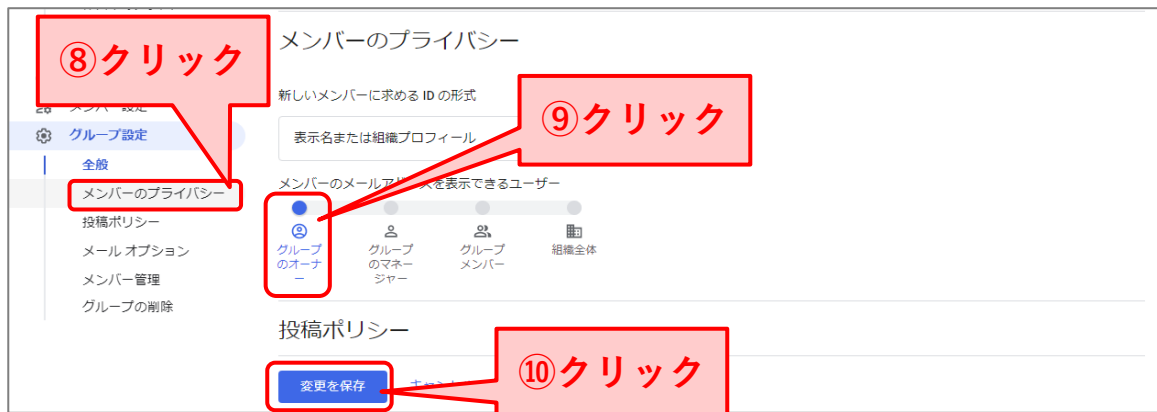 ⑧クリック
メンバー設定
グループ設定
全般
メンバーのプライバシー
投稿ポリシー
メール オプション
メンバー管理
グループの削除
メンバーのプライバシー
新しいメンバーに求める ID の形式
表示名または組織プロフィール
⑨クリック
メンバーのメールアドレスを表示できるユーザー
グループ
のオーナ
ー
グループ
のマネー
ジャー
グループ
メンバー
組織全体
投稿ポリシー
変更を保存
⑩クリック